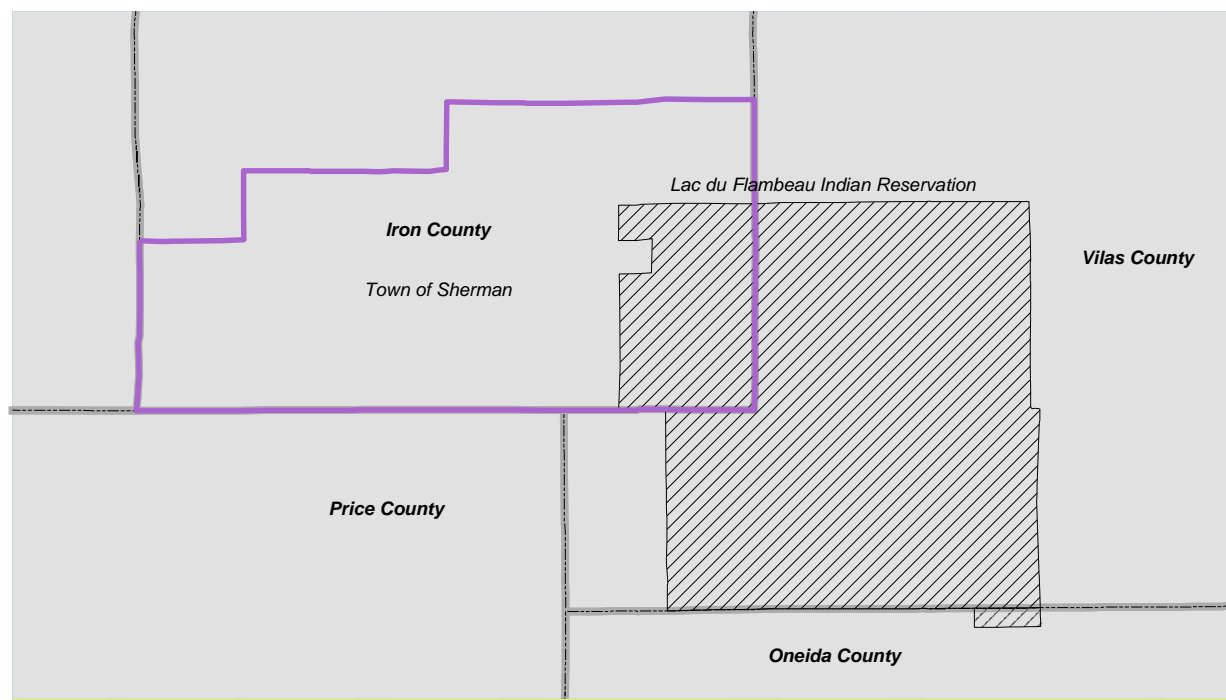 Lac du Flambeau Indian Reservation
Iron County
Vilas County
Town of Sherman
Price County
Oneida County